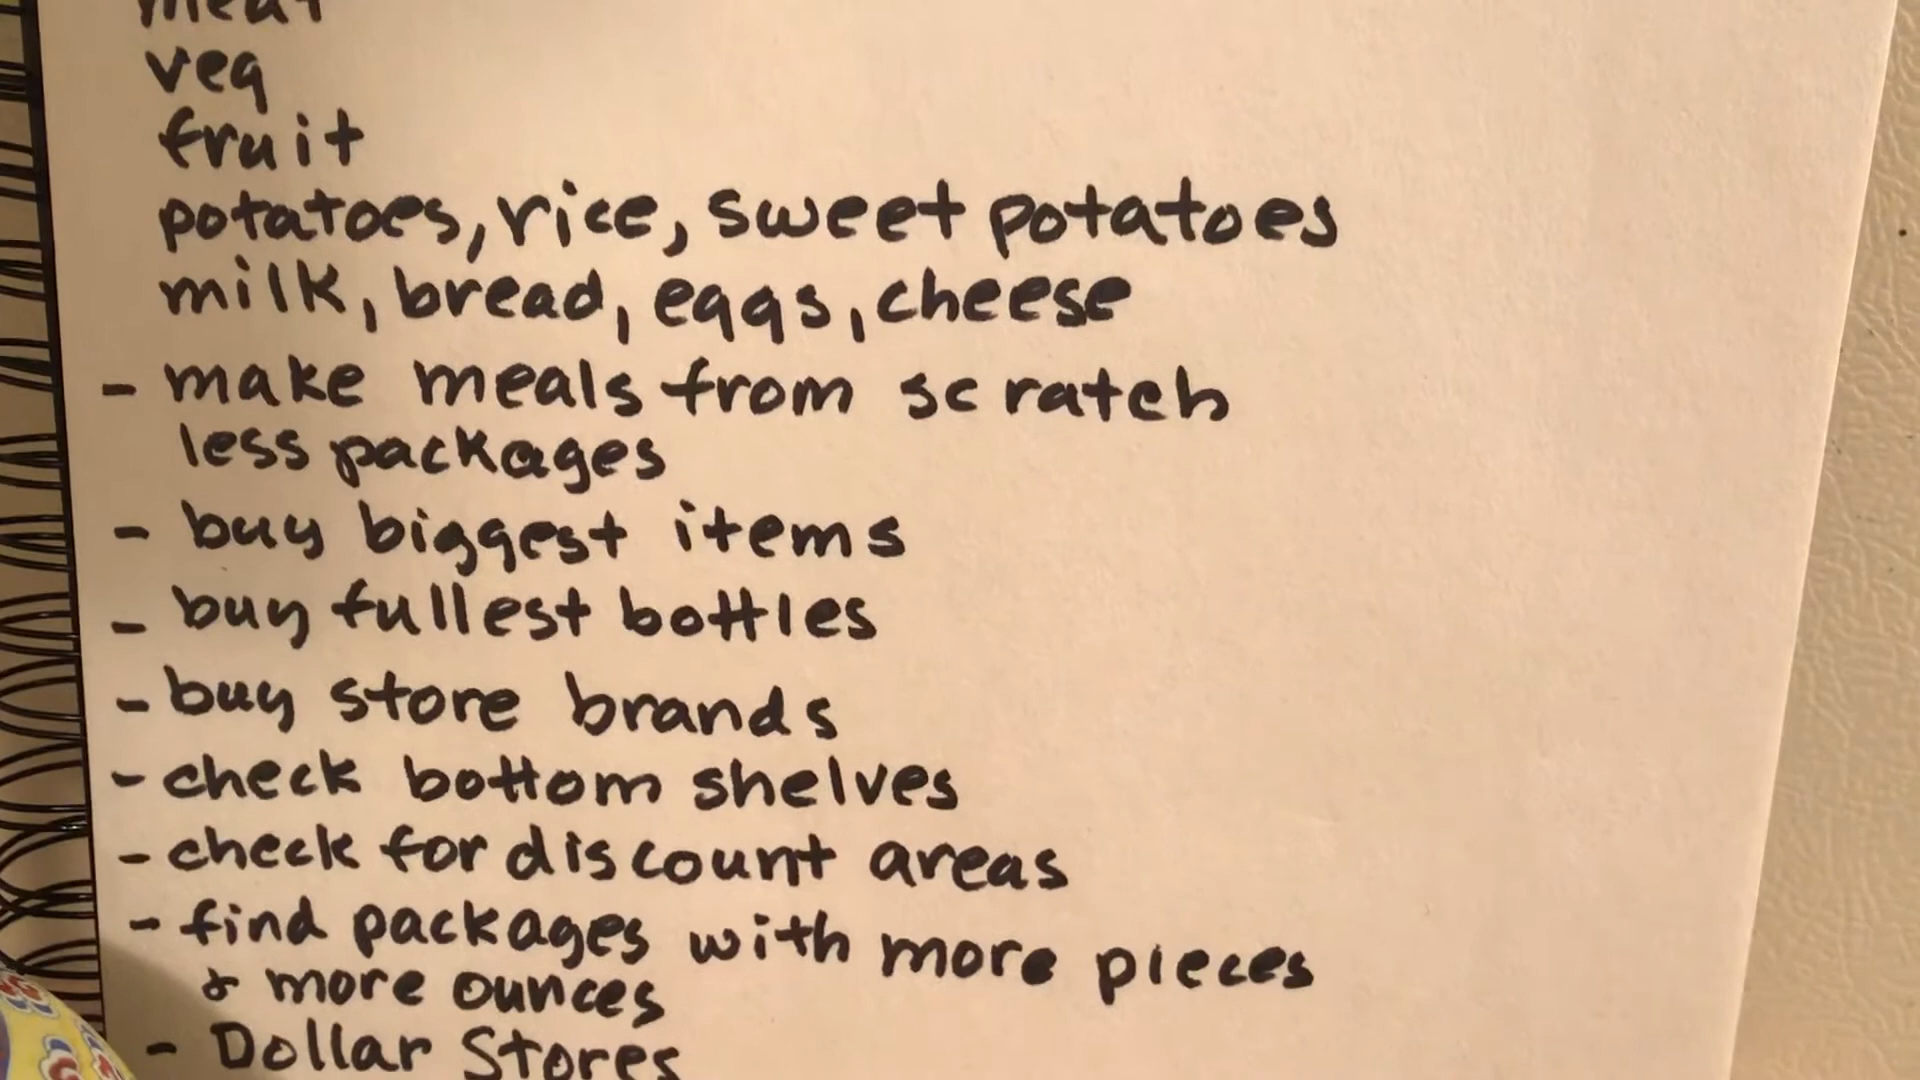 meat
veg
fruit
potatoes, rice, sweet potatoes
milk, bread, eggs, cheese
- make meals from scratch
less packages
- buy biggest items
- buy fullest bottles
- buy store brands
- check bottom shelves
- check for discount areas
- find packages with more pieces
& more ounces
- Dollar Stores